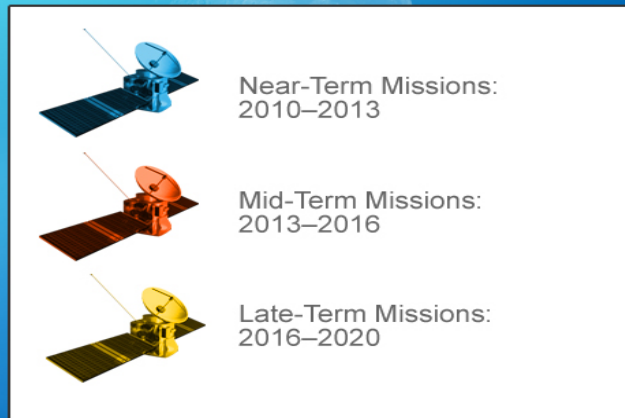 Near-Term Missions:
2010–2013
Mid-Term Missions:
2013–2016
Late-Term Missions:
2016–2020